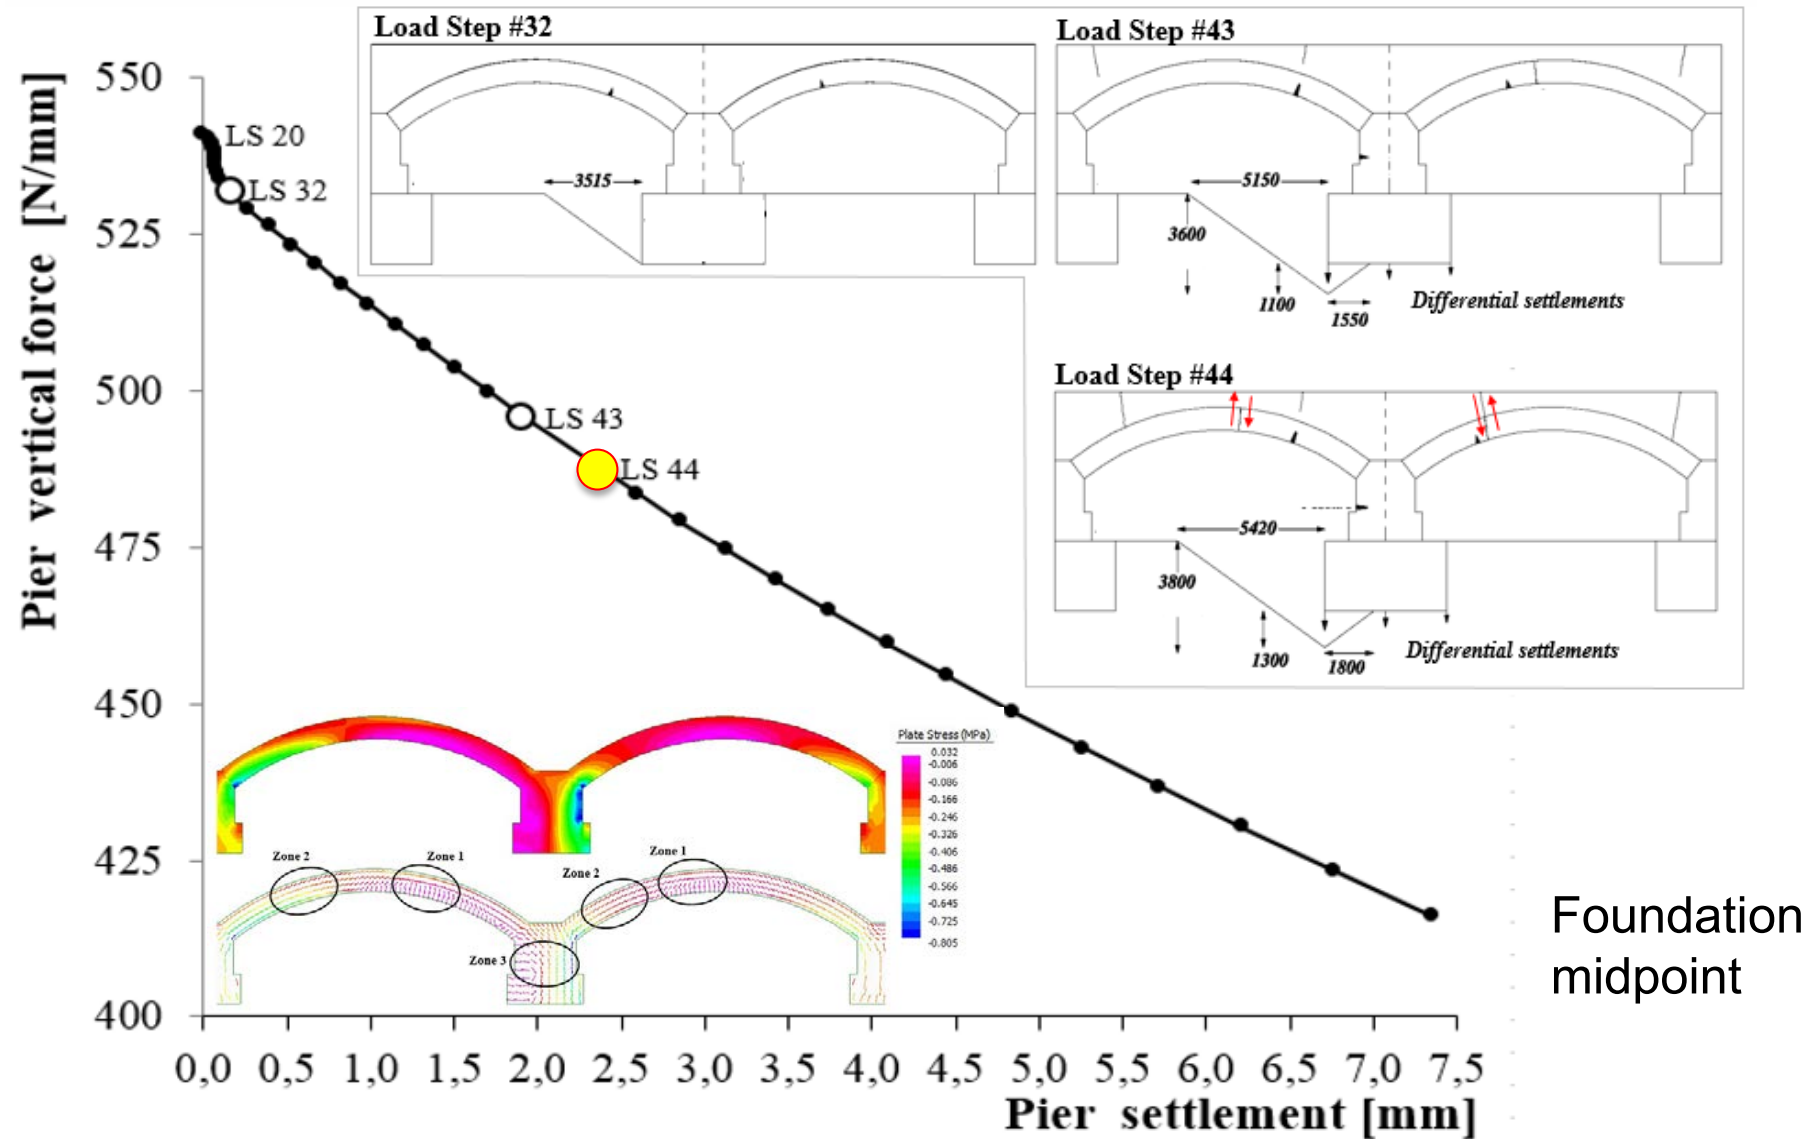 Load Step #32
3515
Load Step #43
5150
3600
1100
1550
Differential settlements
Load Step #44
5420
3800
1300
1800
Differential settlements
Pier vertical force [N/mm]
550
525
500
475
450
425
400
LS 20
LS 32
LS 43
LS 44
Plate Stress (MPa)
0.032
-0.006
-0.086
-0.166
-0.246
-0.326
-0.406
-0.486
-0.566
-0.645
-0.725
-0.805
Zone 2
Zone 1
Zone 2
Zone 1
Zone 3
0,0 0,5 1,0 1,5 2,0 2,5 3,0 3,5 4,0 4,5 5,0 5,5 6,0 6,5 7,0 7,5
Pier settlement [mm]
Foundation
midpoint